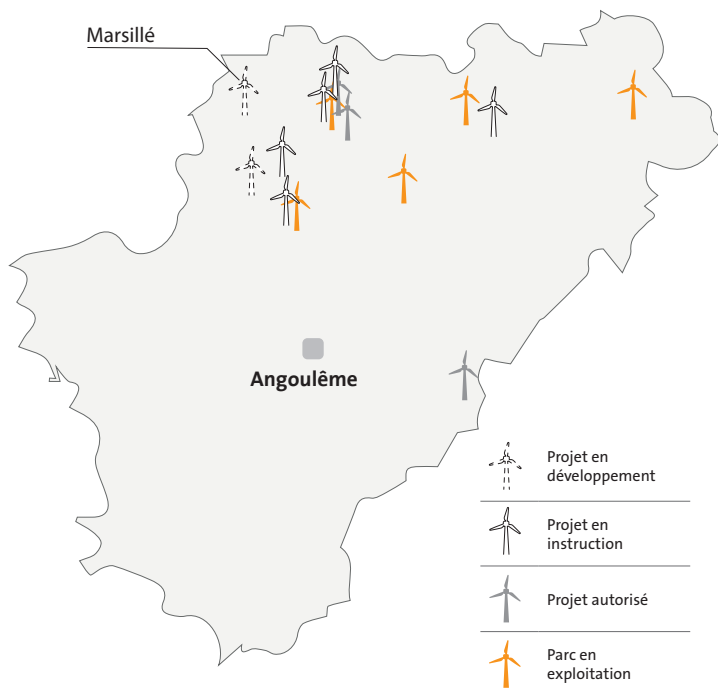 Marsillé
Angoulême
Projet en
développement
Projet en
instruction
Projet autorisé
Parc en
exploitation